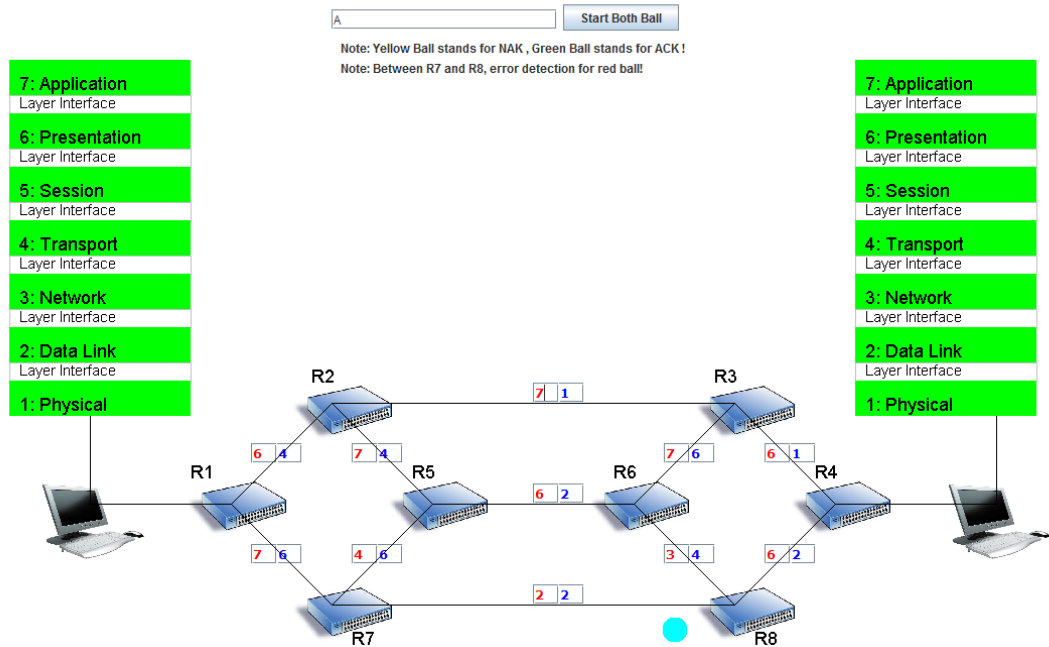 A
Start Both Ball
Note: Yellow Ball stands for NAK , Green Ball stands for ACK !
Note: Between R7 and R8, error detection for red ball!
7: Application
Layer Interface
6: Presentation
Layer Interface
5: Session
Layer Interface
4: Transport
Layer Interface
3: Network
Layer Interface
2: Data Link
Layer Interface
1: Physical
7: Application
Layer Interface
6: Presentation
Layer Interface
5: Session
Layer Interface
4: Transport
Layer Interface
3: Network
Layer Interface
2: Data Link
Layer Interface
1: Physical
R2
7 1
R3
6 4
7 4
7 6
6 1
R1
R5
6 2
R6
R4
7 6
4 6
3 4
6 2
2 2
R7
R8